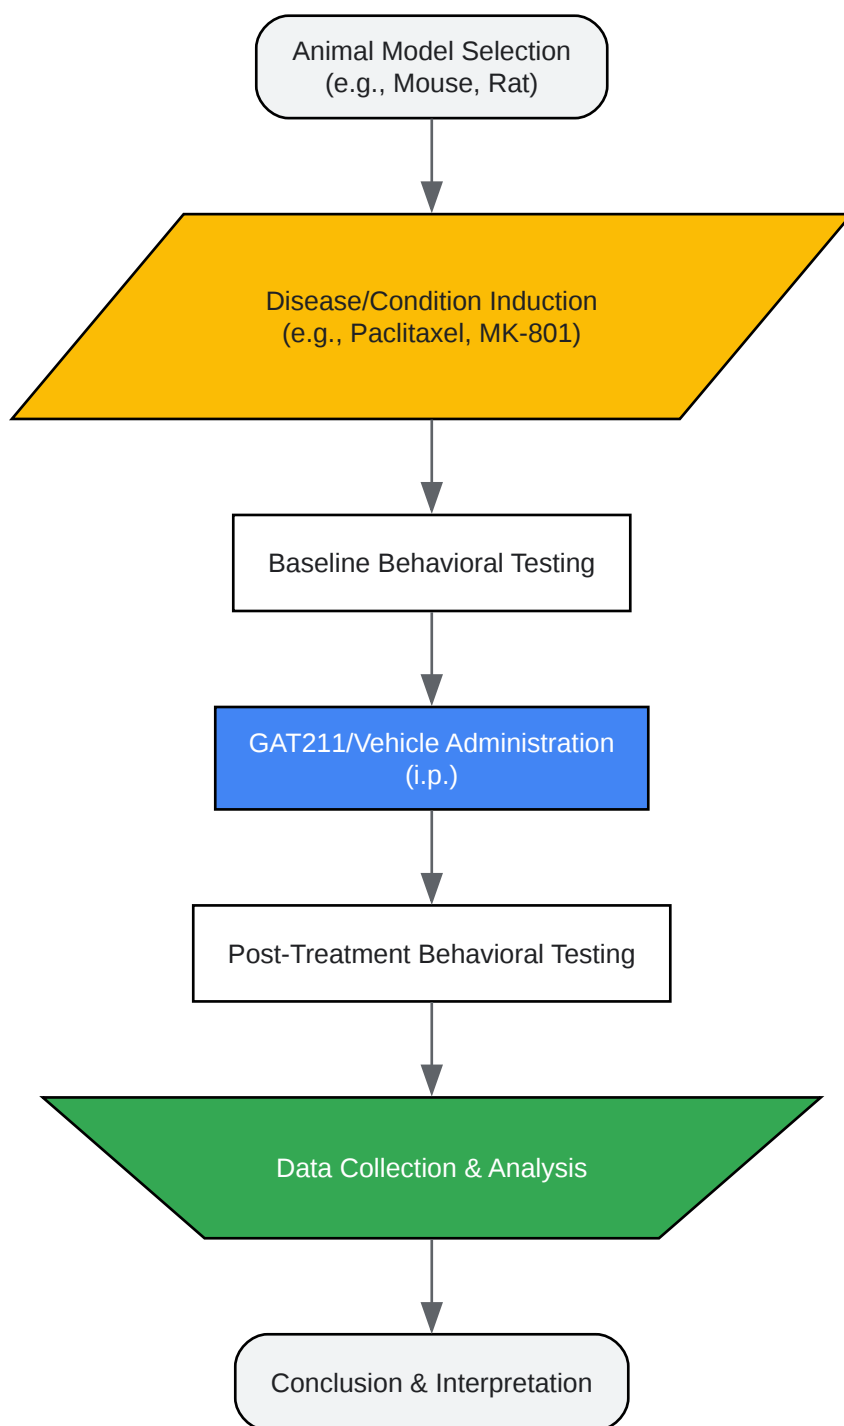 Animal Model Selection
(e.g., Mouse, Rat)
Disease/Condition Induction
(e.g., Paclitaxel, MK-801)
Baseline Behavioral Testing
GAT211/Vehicle Administration
(i.p.)
Post-Treatment Behavioral Testing
Data Collection & Analysis
Conclusion & Interpretation